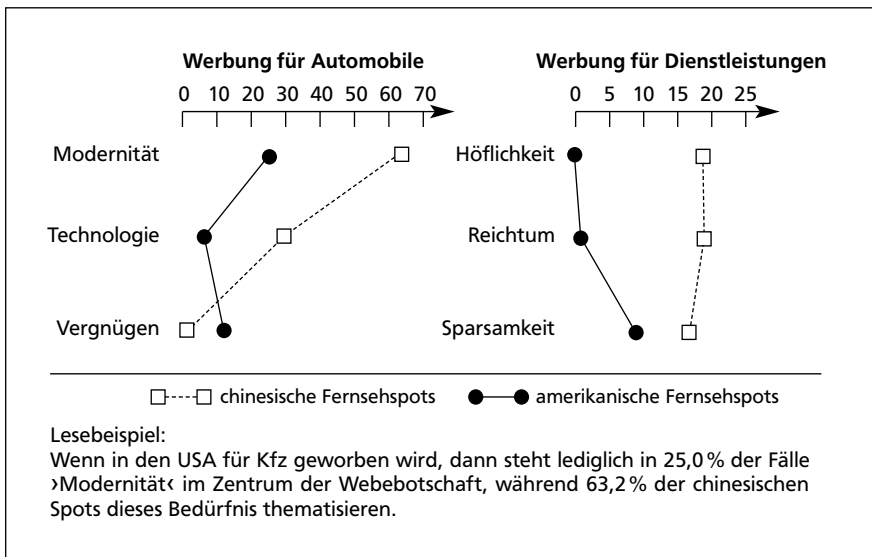 Werbung für Automobile
Werbung für Dienstleistungen
0 10 20 30 40 50 60 70
0 5 10 15 20 25
Modernität
Höflichkeit
Technologie
Reichtum
Vergnügen
Sparsamkeit
chinesische Fernsehspots
amerikanische Fernsehspots
Lesebeispiel:
Wenn in den USA für Kfz geworben wird, dann steht lediglich in 25,0 % der Fälle
›Modernität‹ im Zentrum der Webebotschaft, während 63,2 % der chinesischen
Spots dieses Bedürfnis thematisieren.